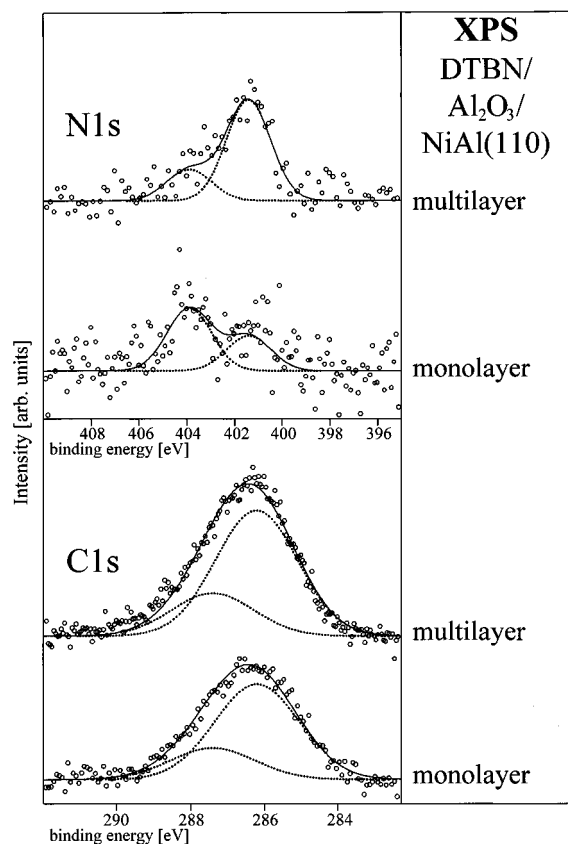 XPS
DTBN/
Al₂O₃/
NiAl(110)
N1s
multilayer
monolayer
Intensity [arb. units]
408 406 404 402 400 398 396
binding energy [eV]
C1s
multilayer
monolayer
290 288 286 284
binding energy [eV]